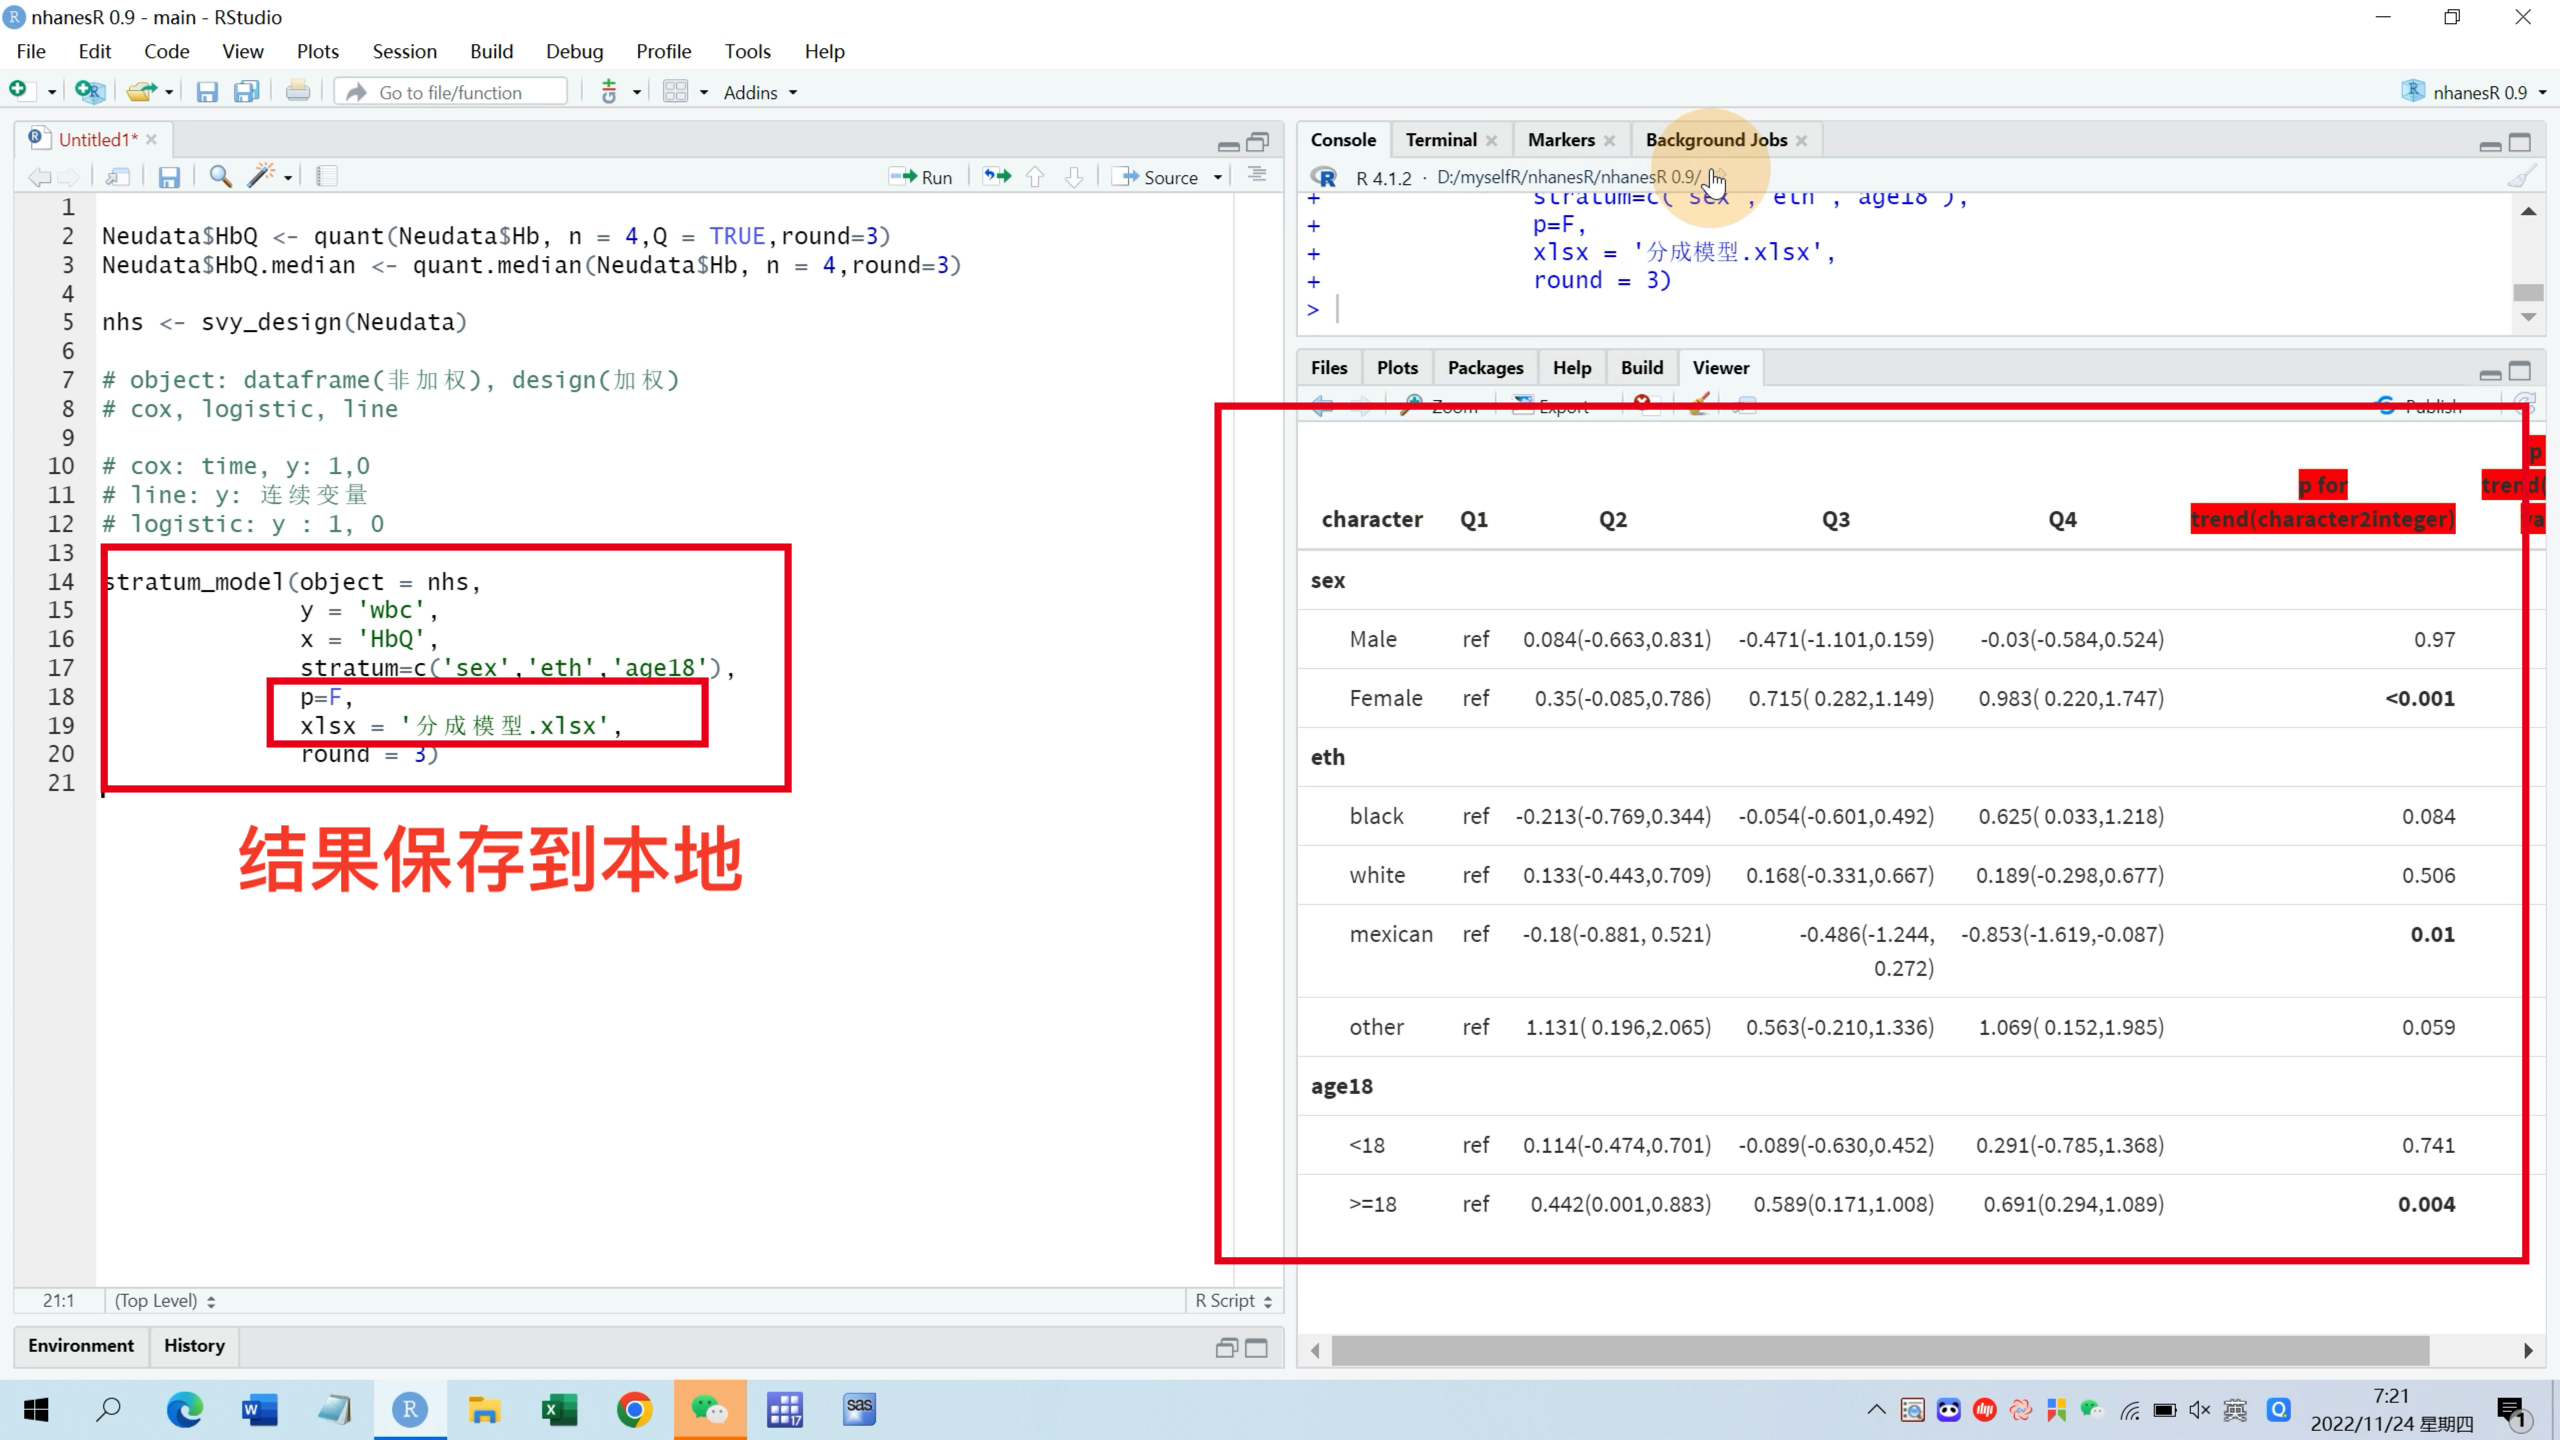 nhanesR 0.9 - main - RStudio
File Edit Code View Plots Session Build Debug Profile Tools Help
Go to file/function Addins nhanesR 0.9
Untitled1*
Run Source
1
2 Neudata$HbQ <- quant(Neudata$Hb, n = 4,Q = TRUE,round=3)
3 Neudata$HbQ.median <- quant.median(Neudata$Hb, n = 4,round=3)
4
5 nhs <- svy_design(Neudata)
6
7 # object: dataframe(非加权), design(加权)
8 # cox, logistic, line
9
10 # cox: time, y: 1,0
11 # line: y: 连续变量
12 # logistic: y : 1, 0
13
14 stratum_model(object = nhs,
15 y = 'wbc',
16 x = 'HbQ',
17 stratum=c('sex','eth','age18'),
18 p=F,
19 xlsx = '分成模型.xlsx',
20 round = 3)
21
结果保存到本地
21:1 (Top Level) R Script
Environment History
Console Terminal Markers Background Jobs
R 4.1.2 · D:/myselfR/nhanesR/nhanesR 0.9/
+ stratum=c('sex','eth','age18'),
+ p=F,
+ xlsx = '分成模型.xlsx',
+ round = 3)
>
Files Plots Packages Help Build Viewer
Zoom Export Publish
character Q1 Q2 Q3 Q4 p for trend(character2integer) p trend(
sex
Male ref 0.084(-0.663,0.831) -0.471(-1.101,0.159) -0.03(-0.584,0.524) 0.97
Female ref 0.35(-0.085,0.786) 0.715( 0.282,1.149) 0.983( 0.220,1.747) <0.001
eth
black ref -0.213(-0.769,0.344) -0.054(-0.601,0.492) 0.625( 0.033,1.218) 0.084
white ref 0.133(-0.443,0.709) 0.168(-0.331,0.667) 0.189(-0.298,0.677) 0.506
mexican ref -0.18(-0.881, 0.521) -0.486(-1.244, 0.272) -0.853(-1.619,-0.087) 0.01
other ref 1.131( 0.196,2.065) 0.563(-0.210,1.336) 1.069( 0.152,1.985) 0.059
age18
<18 ref 0.114(-0.474,0.701) -0.089(-0.630,0.452) 0.291(-0.785,1.368) 0.741
>=18 ref 0.442(0.001,0.883) 0.589(0.171,1.008) 0.691(0.294,1.089) 0.004
17 sas
英
7:21
2022/11/24 星期四
1